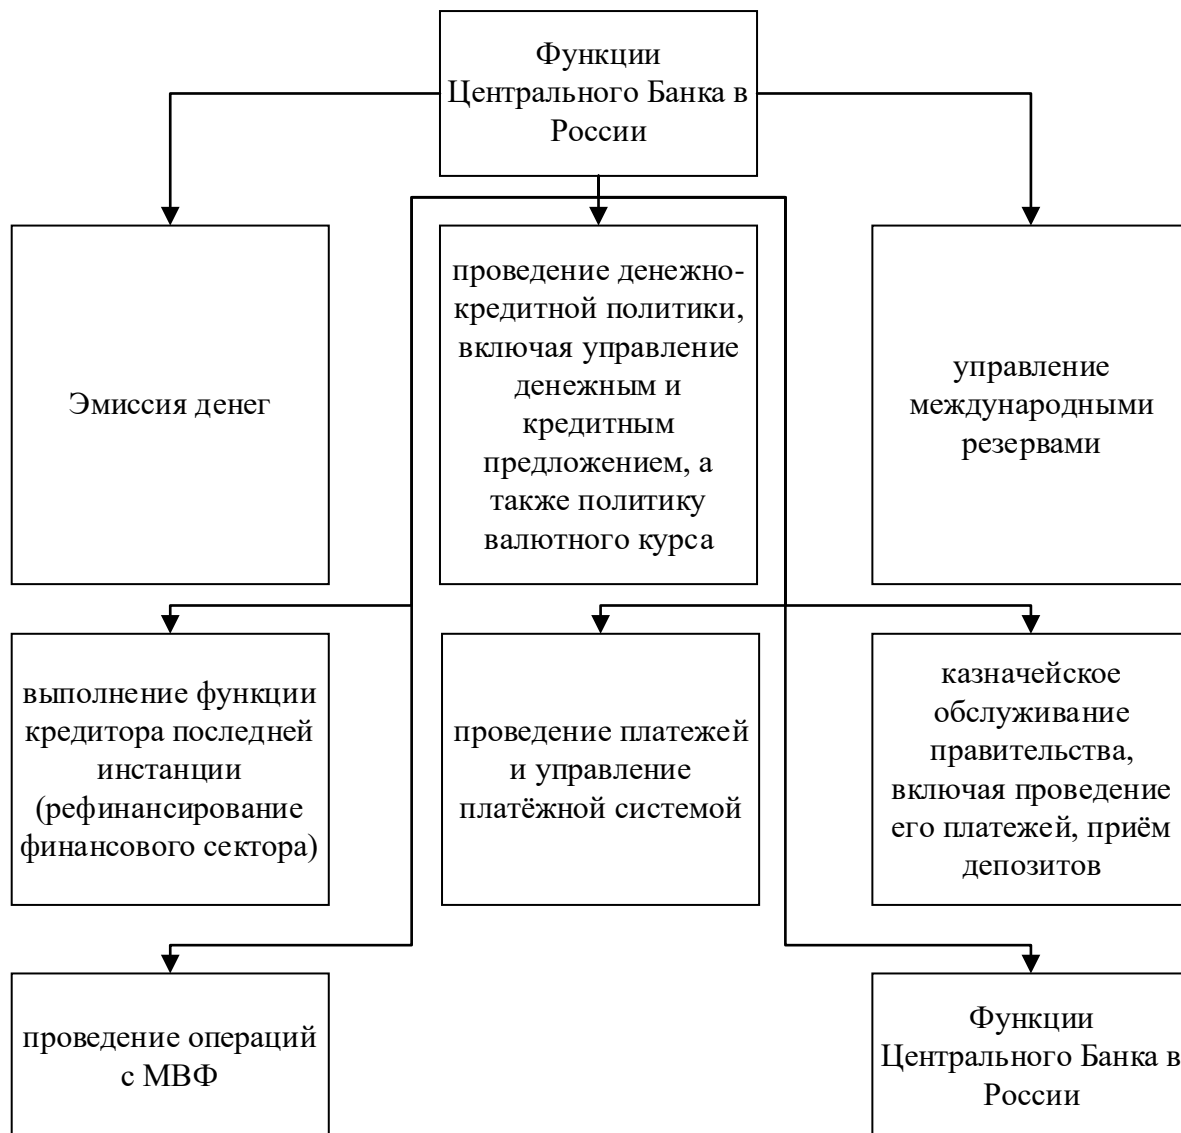 Функции
Центрального Банка в
России
Эмиссия денег
проведение денежно-
кредитной политики,
включая управление
денежным и
кредитным
предложением, а
также политику
валютного курса
управление
международными
резервами
выполнение функции
кредитора последней
инстанции
(рефинансирование
финансового сектора)
проведение платежей
и управление
платёжной системой
казначейское
обслуживание
правительства,
включая проведение
его платежей, приём
депозитов
проведение операций
с МВФ
Функции
Центрального Банка в
России